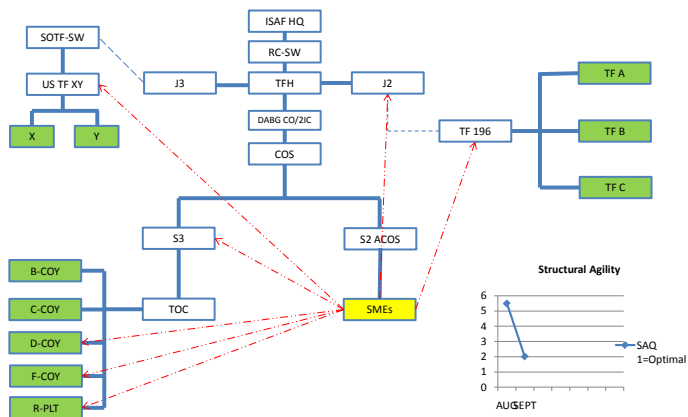 ISAF HQ
SOTF-SW
RC-SW
US TF XY
J3
TFH
J2
TF A
X
Y
DABG CO/2IC
TF 196
TF B
COS
TF C
S3
S2 ACOS
B-COY
C-COY
TOC
SMEs
D-COY
F-COY
R-PLT
Structural Agility
6
5
4
3
2
1
0
AUG
SEPT
SAQ
1=Optimal